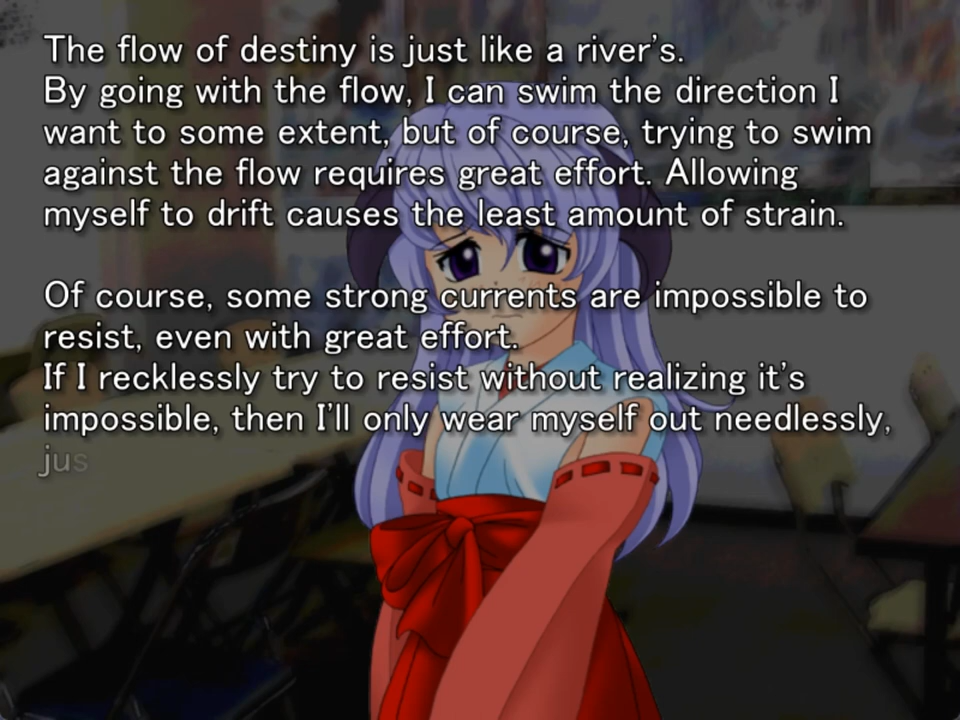 The flow of destiny is just like a river's.
By going with the flow, I can swim the direction I
want to some extent, but of course, trying to swim
against the flow requires great effort. Allowing
myself to drift causes the least amount of strain.
Of course, some strong currents are impossible to
resist, even with great effort.
If I recklessly try to resist without realizing it's
impossible, then I'll only wear myself out needlessly,
jus